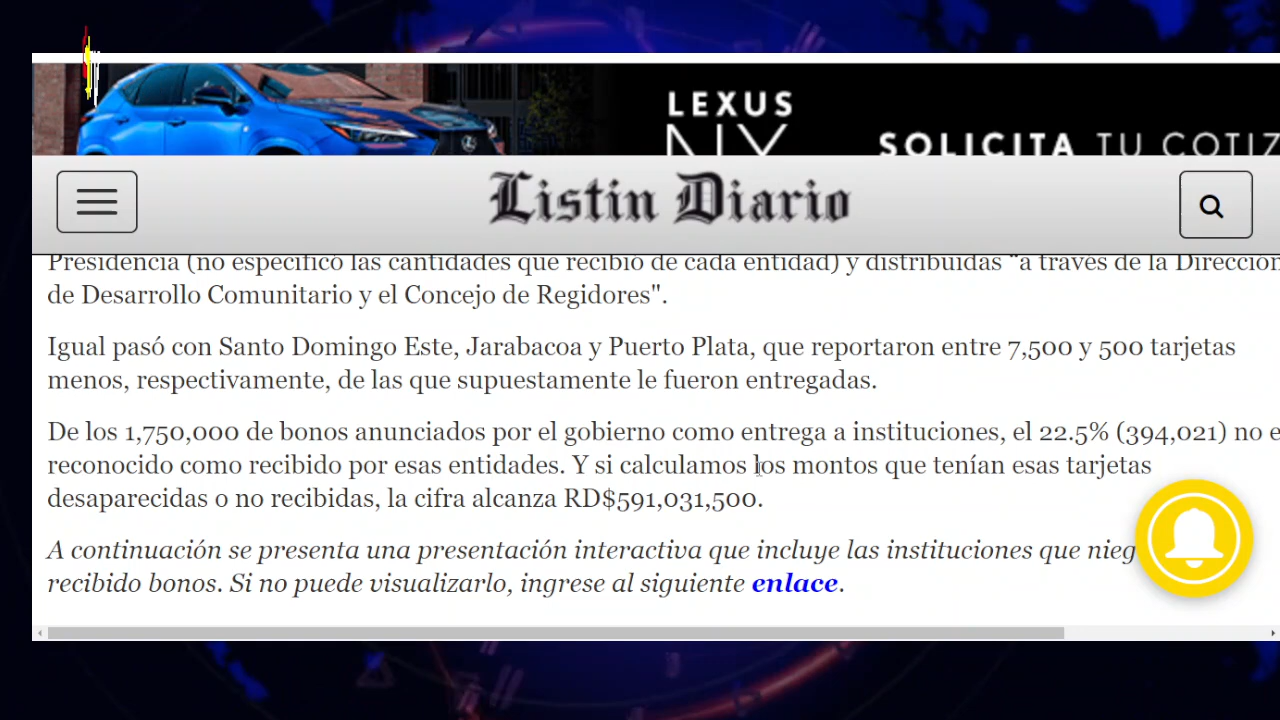 LEXUS
NX
SOLICITA TU COTIZ
Listin Diario
Presidencia (no especificó las cantidades que recibió de cada entidad) y distribuidas “a través de la Dirección
de Desarrollo Comunitario y el Concejo de Regidores".
Igual pasó con Santo Domingo Este, Jarabacoa y Puerto Plata, que reportaron entre 7,500 y 500 tarjetas
menos, respectivamente, de las que supuestamente le fueron entregadas.
De los 1,750,000 de bonos anunciados por el gobierno como entrega a instituciones, el 22.5% (394,021) no e
reconocido como recibido por esas entidades. Y si calculamos los montos que tenían esas tarjetas
desaparecidas o no recibidas, la cifra alcanza RD$591,031,500.
A continuación se presenta una presentación interactiva que incluye las instituciones que nieg
recibido bonos. Si no puede visualizarlo, ingrese al siguiente enlace.